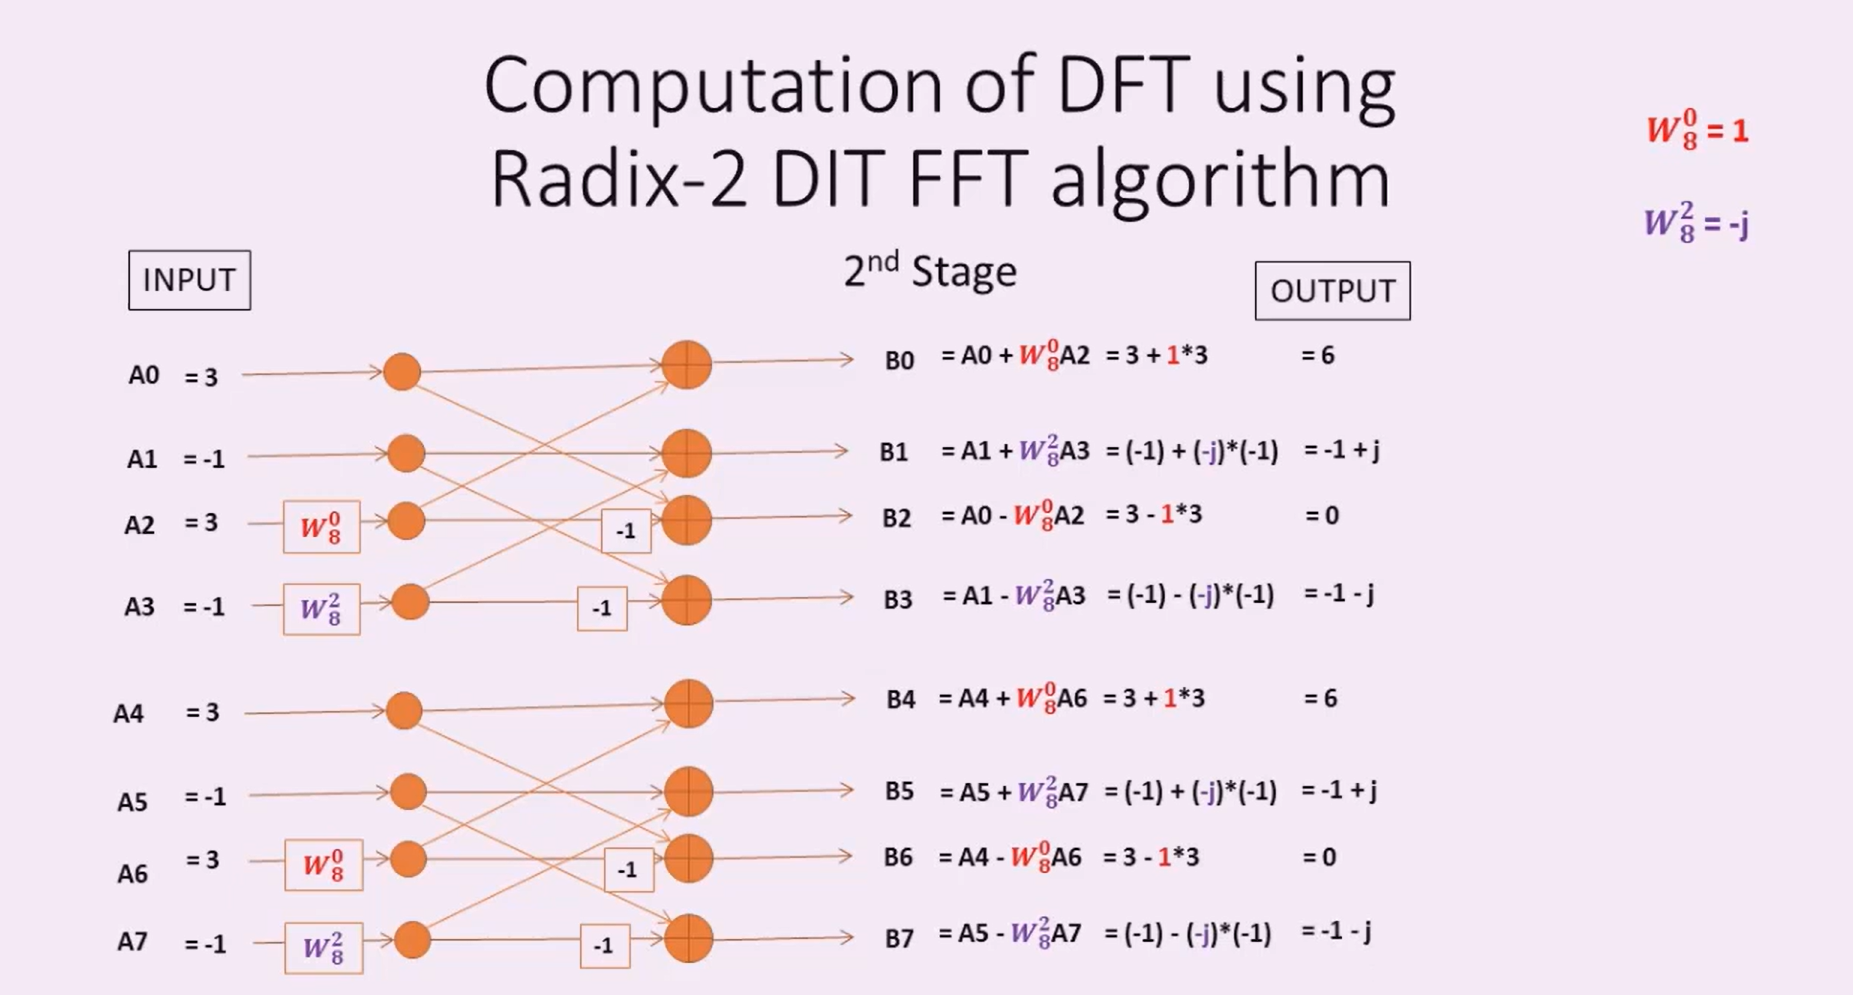 Computation of DFT using
Radix-2 DIT FFT algorithm
W₈⁰ = 1
W₈² = -j
2ⁿᵈ Stage
INPUT
OUTPUT
A0 = 3 B0 = A0 + W₈⁰A2 = 3 + 1*3 = 6
A1 = -1 B1 = A1 + W₈²A3 = (-1) + (-j)*(-1) = -1 + j
A2 = 3 W₈⁰ -1 B2 = A0 - W₈⁰A2 = 3 - 1*3 = 0
A3 = -1 W₈² -1 B3 = A1 - W₈²A3 = (-1) - (-j)*(-1) = -1 - j
A4 = 3 B4 = A4 + W₈⁰A6 = 3 + 1*3 = 6
A5 = -1 B5 = A5 + W₈²A7 = (-1) + (-j)*(-1) = -1 + j
A6 = 3 W₈⁰ -1 B6 = A4 - W₈⁰A6 = 3 - 1*3 = 0
A7 = -1 W₈² -1 B7 = A5 - W₈²A7 = (-1) - (-j)*(-1) = -1 - j